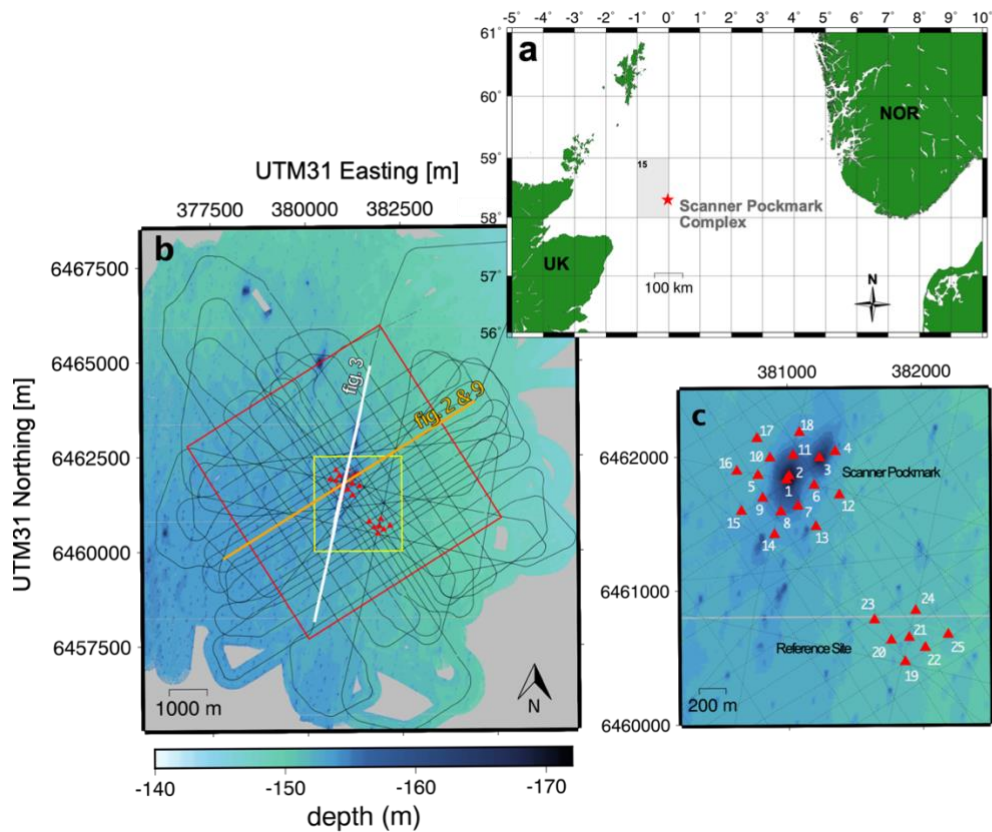 -5° -4° -3° -2° -1° 0° 1° 2° 3° 4° 5° 6° 7° 8° 9° 10°
61°
a
60°
NOR
59°
15
Scanner Pockmark
Complex
58°
UK
57°
100 km
N
56°
UTM31 Easting [m]
377500 380000 382500
b
UTM31 Northing [m]
6467500
6465000
6462500
6460000
6457500
fig. 3
fig. 2 & 9
1000 m
N
-140 -150 -160 -170
depth (m)
381000 382000
c
6462000
6461000
6460000
17
18
10
11
4
16
2
3
Scanner Pockmark
5
1
6
12
9
15
8
7
14
13
24
23
Reference Site
20
21
25
22
19
200 m